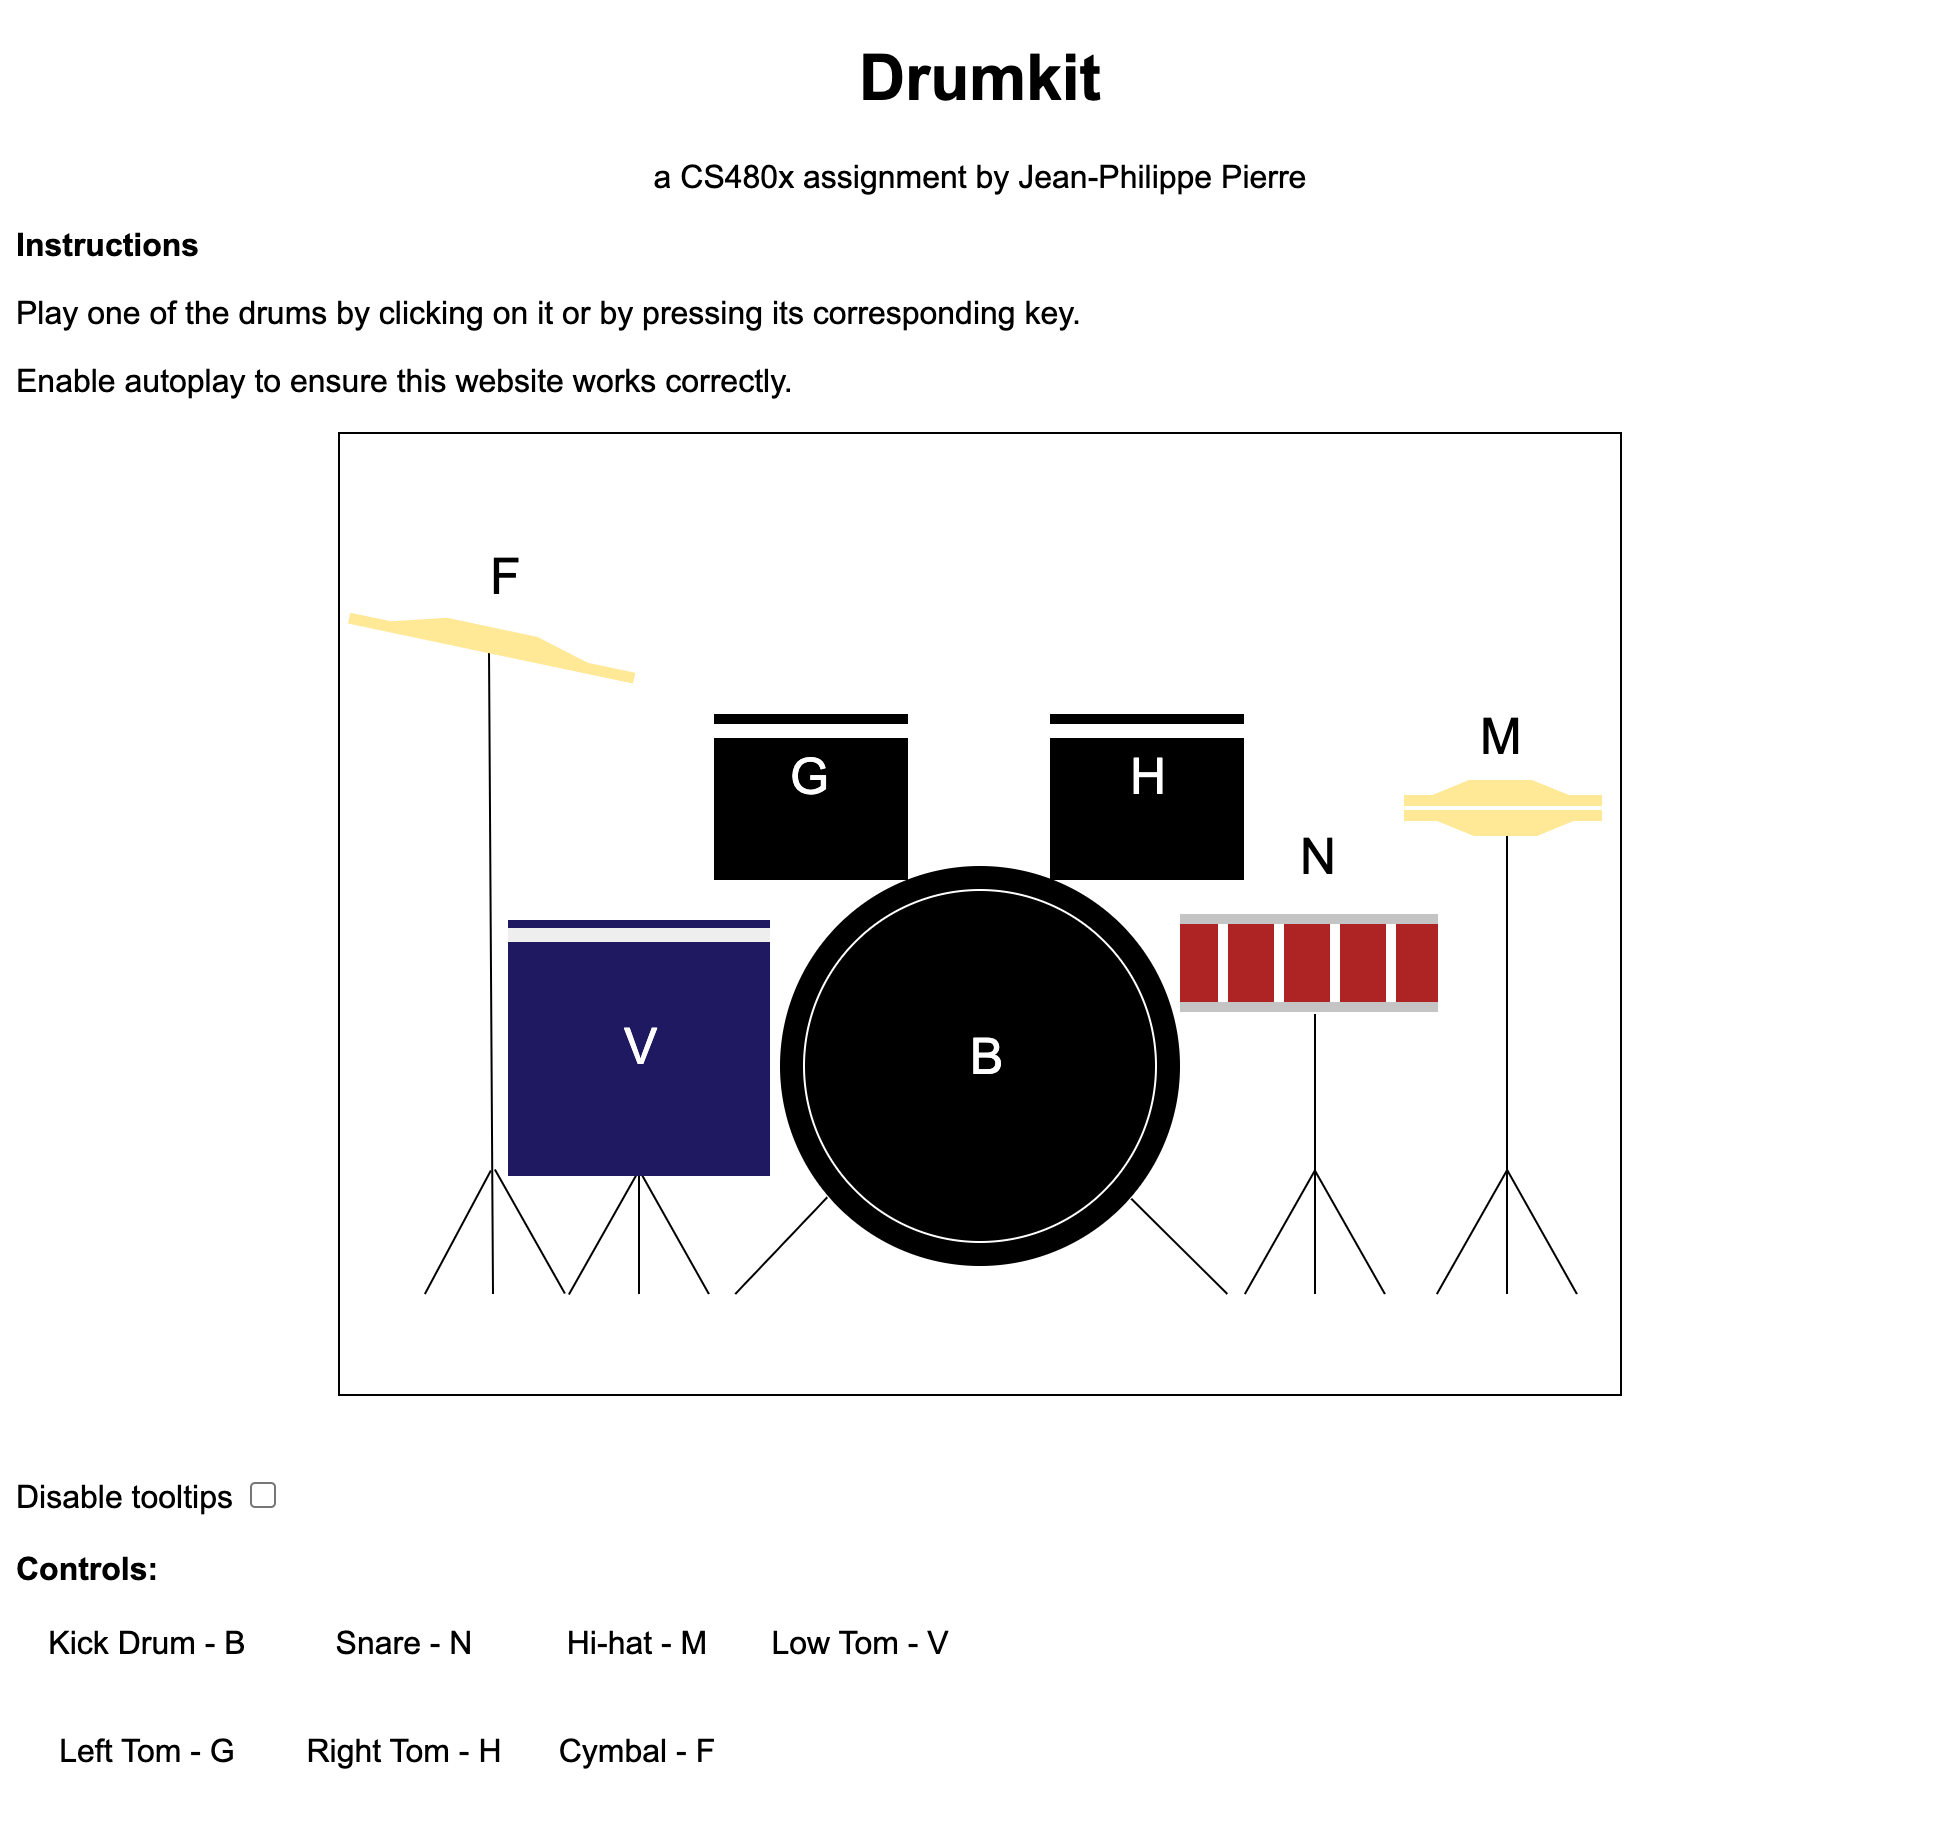 Drumkit
a CS480x assignment by Jean-Philippe Pierre
Instructions
Play one of the drums by clicking on it or by pressing its corresponding key.
Enable autoplay to ensure this website works correctly.
F
G
H
M
N
V
B
Disable tooltips
Controls:
Kick Drum - B Snare - N Hi-hat - M Low Tom - V
Left Tom - G Right Tom - H Cymbal - F